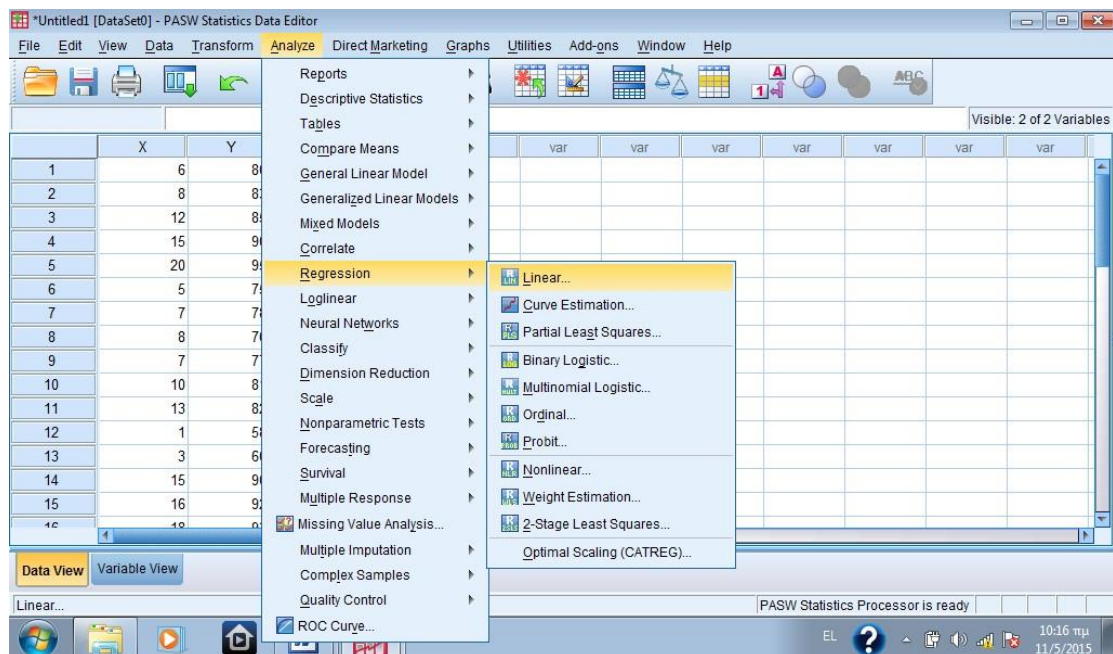 *Untitled1 [DataSet0] - PASW Statistics Data Editor
File Edit View Data Transform Analyze Direct Marketing Graphs Utilities Add-ons Window Help
Visible: 2 of 2 Variables
X Y var var var var var var var
1 6
2 8
3 12
4 15
5 20
6 5
7 7
8 8
9 7
10 10
11 13
12 1
13 3
14 15
15 16
Reports
Descriptive Statistics
Tables
Compare Means
General Linear Model
Generalized Linear Models
Mixed Models
Correlate
Regression
Loglinear
Neural Networks
Classify
Dimension Reduction
Scale
Nonparametric Tests
Forecasting
Survival
Multiple Response
Missing Value Analysis...
Multiple Imputation
Complex Samples
Quality Control
ROC Curve...
Linear...
Curve Estimation...
Partial Least Squares...
Binary Logistic...
Multinomial Logistic...
Ordinal...
Probit...
Nonlinear...
Weight Estimation...
2-Stage Least Squares...
Optimal Scaling (CATREG)...
Data View Variable View
Linear...
PASW Statistics Processor is ready
EL
10:16 πμ
11/5/2015